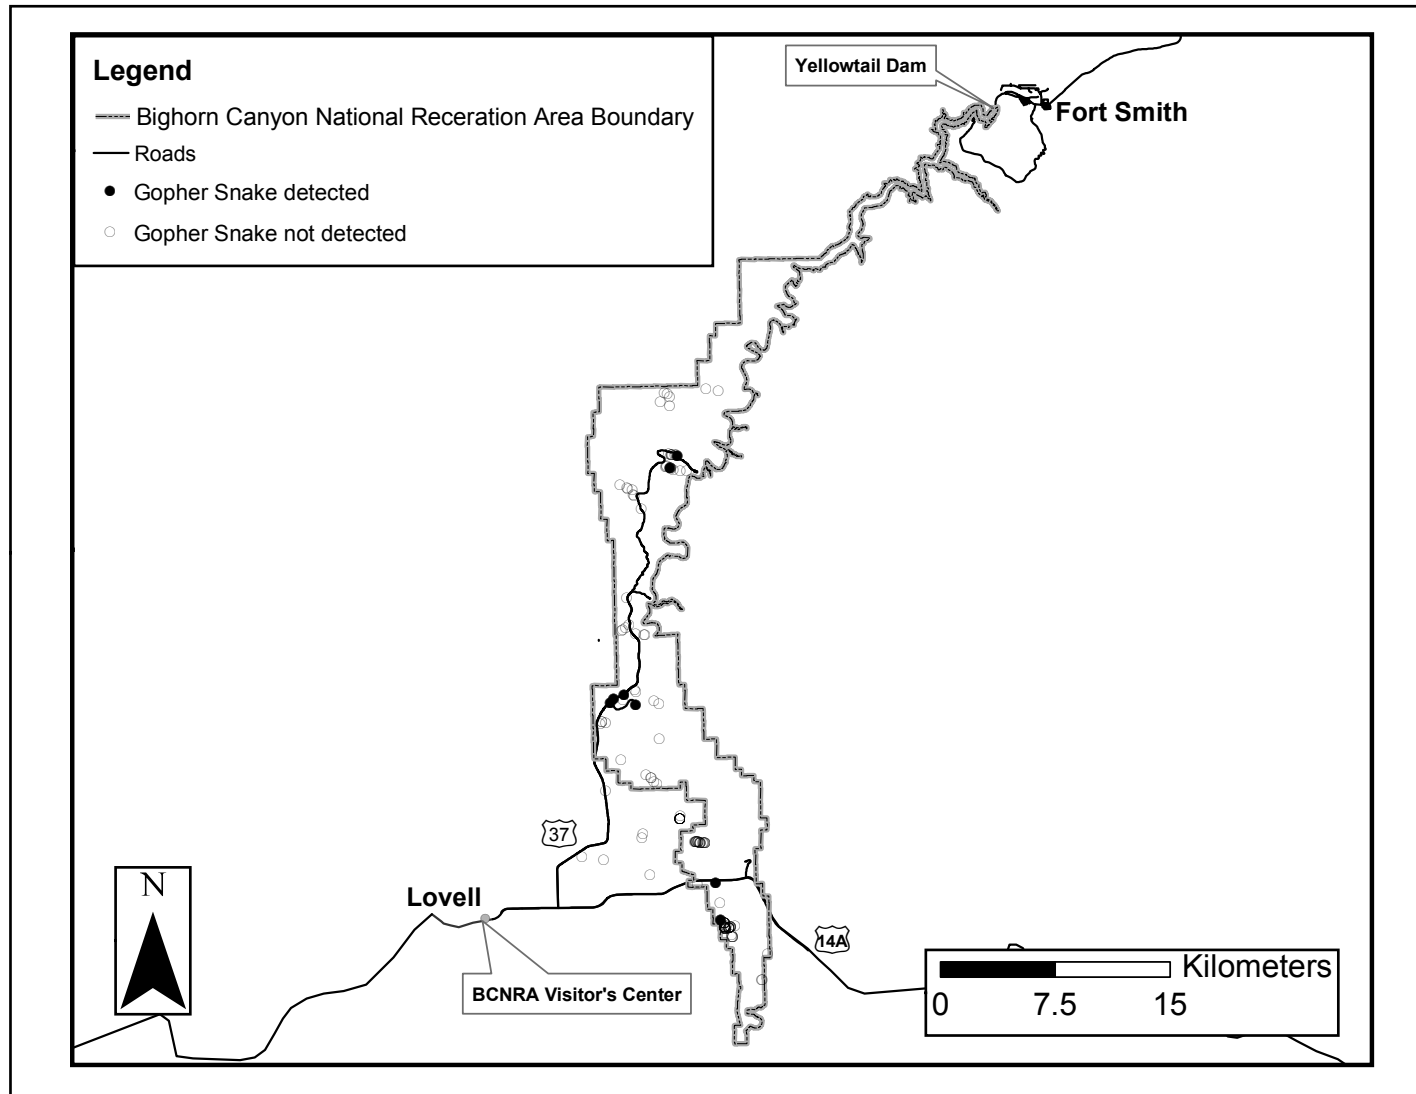 Legend
Bighorn Canyon National Receration Area Boundary
Roads
Gopher Snake detected
Gopher Snake not detected
Yellowtail Dam
Fort Smith
37
Lovell
N
14A
BCNRA Visitor's Center
Kilometers
0 7.5 15